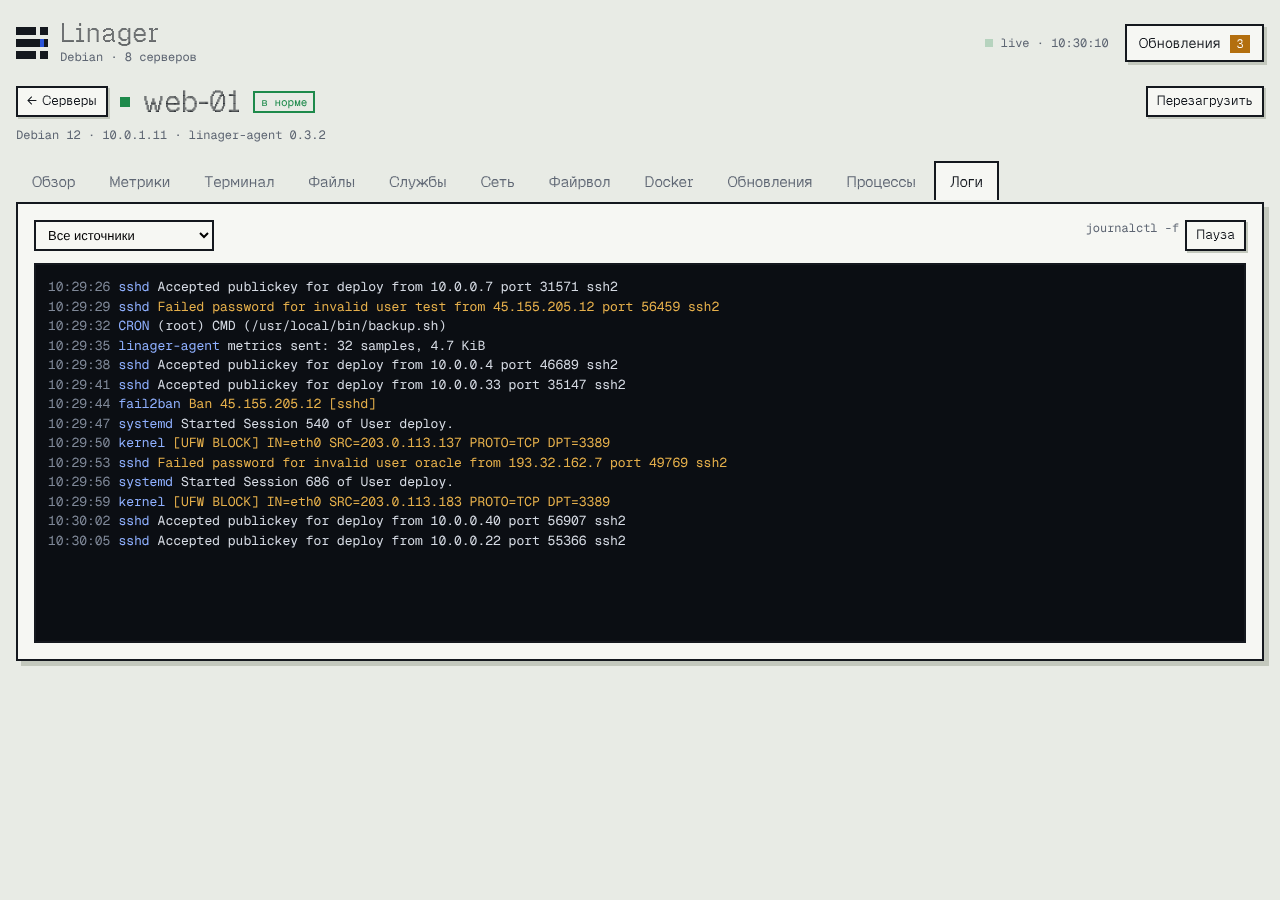 Linager
Debian · 8 серверов
live · 10:30:10
Обновления 3
← Серверы
web-01
в норме
Перезагрузить
Debian 12 · 10.0.1.11 · linager-agent 0.3.2
Обзор Метрики Терминал Файлы Службы Сеть Файрвол Docker Обновления Процессы Логи
Все источники
journalctl -f
Пауза
10:29:26 sshd Accepted publickey for deploy from 10.0.0.7 port 31571 ssh2
10:29:29 sshd Failed password for invalid user test from 45.155.205.12 port 56459 ssh2
10:29:32 CRON (root) CMD (/usr/local/bin/backup.sh)
10:29:35 linager-agent metrics sent: 32 samples, 4.7 KiB
10:29:38 sshd Accepted publickey for deploy from 10.0.0.4 port 46689 ssh2
10:29:41 sshd Accepted publickey for deploy from 10.0.0.33 port 35147 ssh2
10:29:44 fail2ban Ban 45.155.205.12 [sshd]
10:29:47 systemd Started Session 540 of User deploy.
10:29:50 kernel [UFW BLOCK] IN=eth0 SRC=203.0.113.137 PROTO=TCP DPT=3389
10:29:53 sshd Failed password for invalid user oracle from 193.32.162.7 port 49769 ssh2
10:29:56 systemd Started Session 686 of User deploy.
10:29:59 kernel [UFW BLOCK] IN=eth0 SRC=203.0.113.183 PROTO=TCP DPT=3389
10:30:02 sshd Accepted publickey for deploy from 10.0.0.40 port 56907 ssh2
10:30:05 sshd Accepted publickey for deploy from 10.0.0.22 port 55366 ssh2